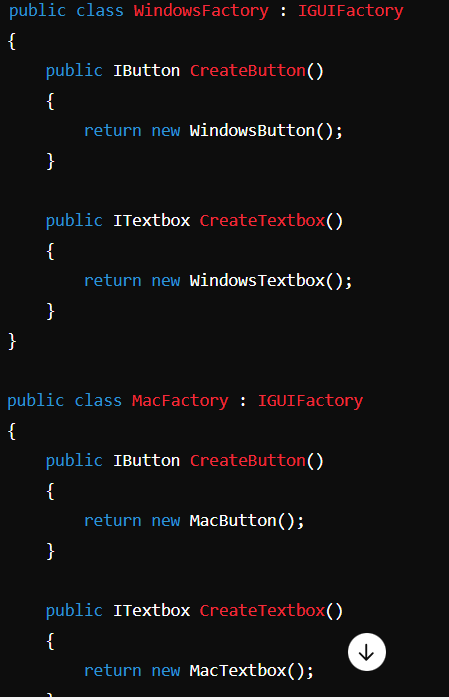 public class WindowsFactory : IGUIFactory
{
    public IButton CreateButton()
    {
        return new WindowsButton();
    }

    public ITextbox CreateTextbox()
    {
        return new WindowsTextbox();
    }
}

public class MacFactory : IGUIFactory
{
    public IButton CreateButton()
    {
        return new MacButton();
    }

    public ITextbox CreateTextbox()
    {
        return new MacTextbox();